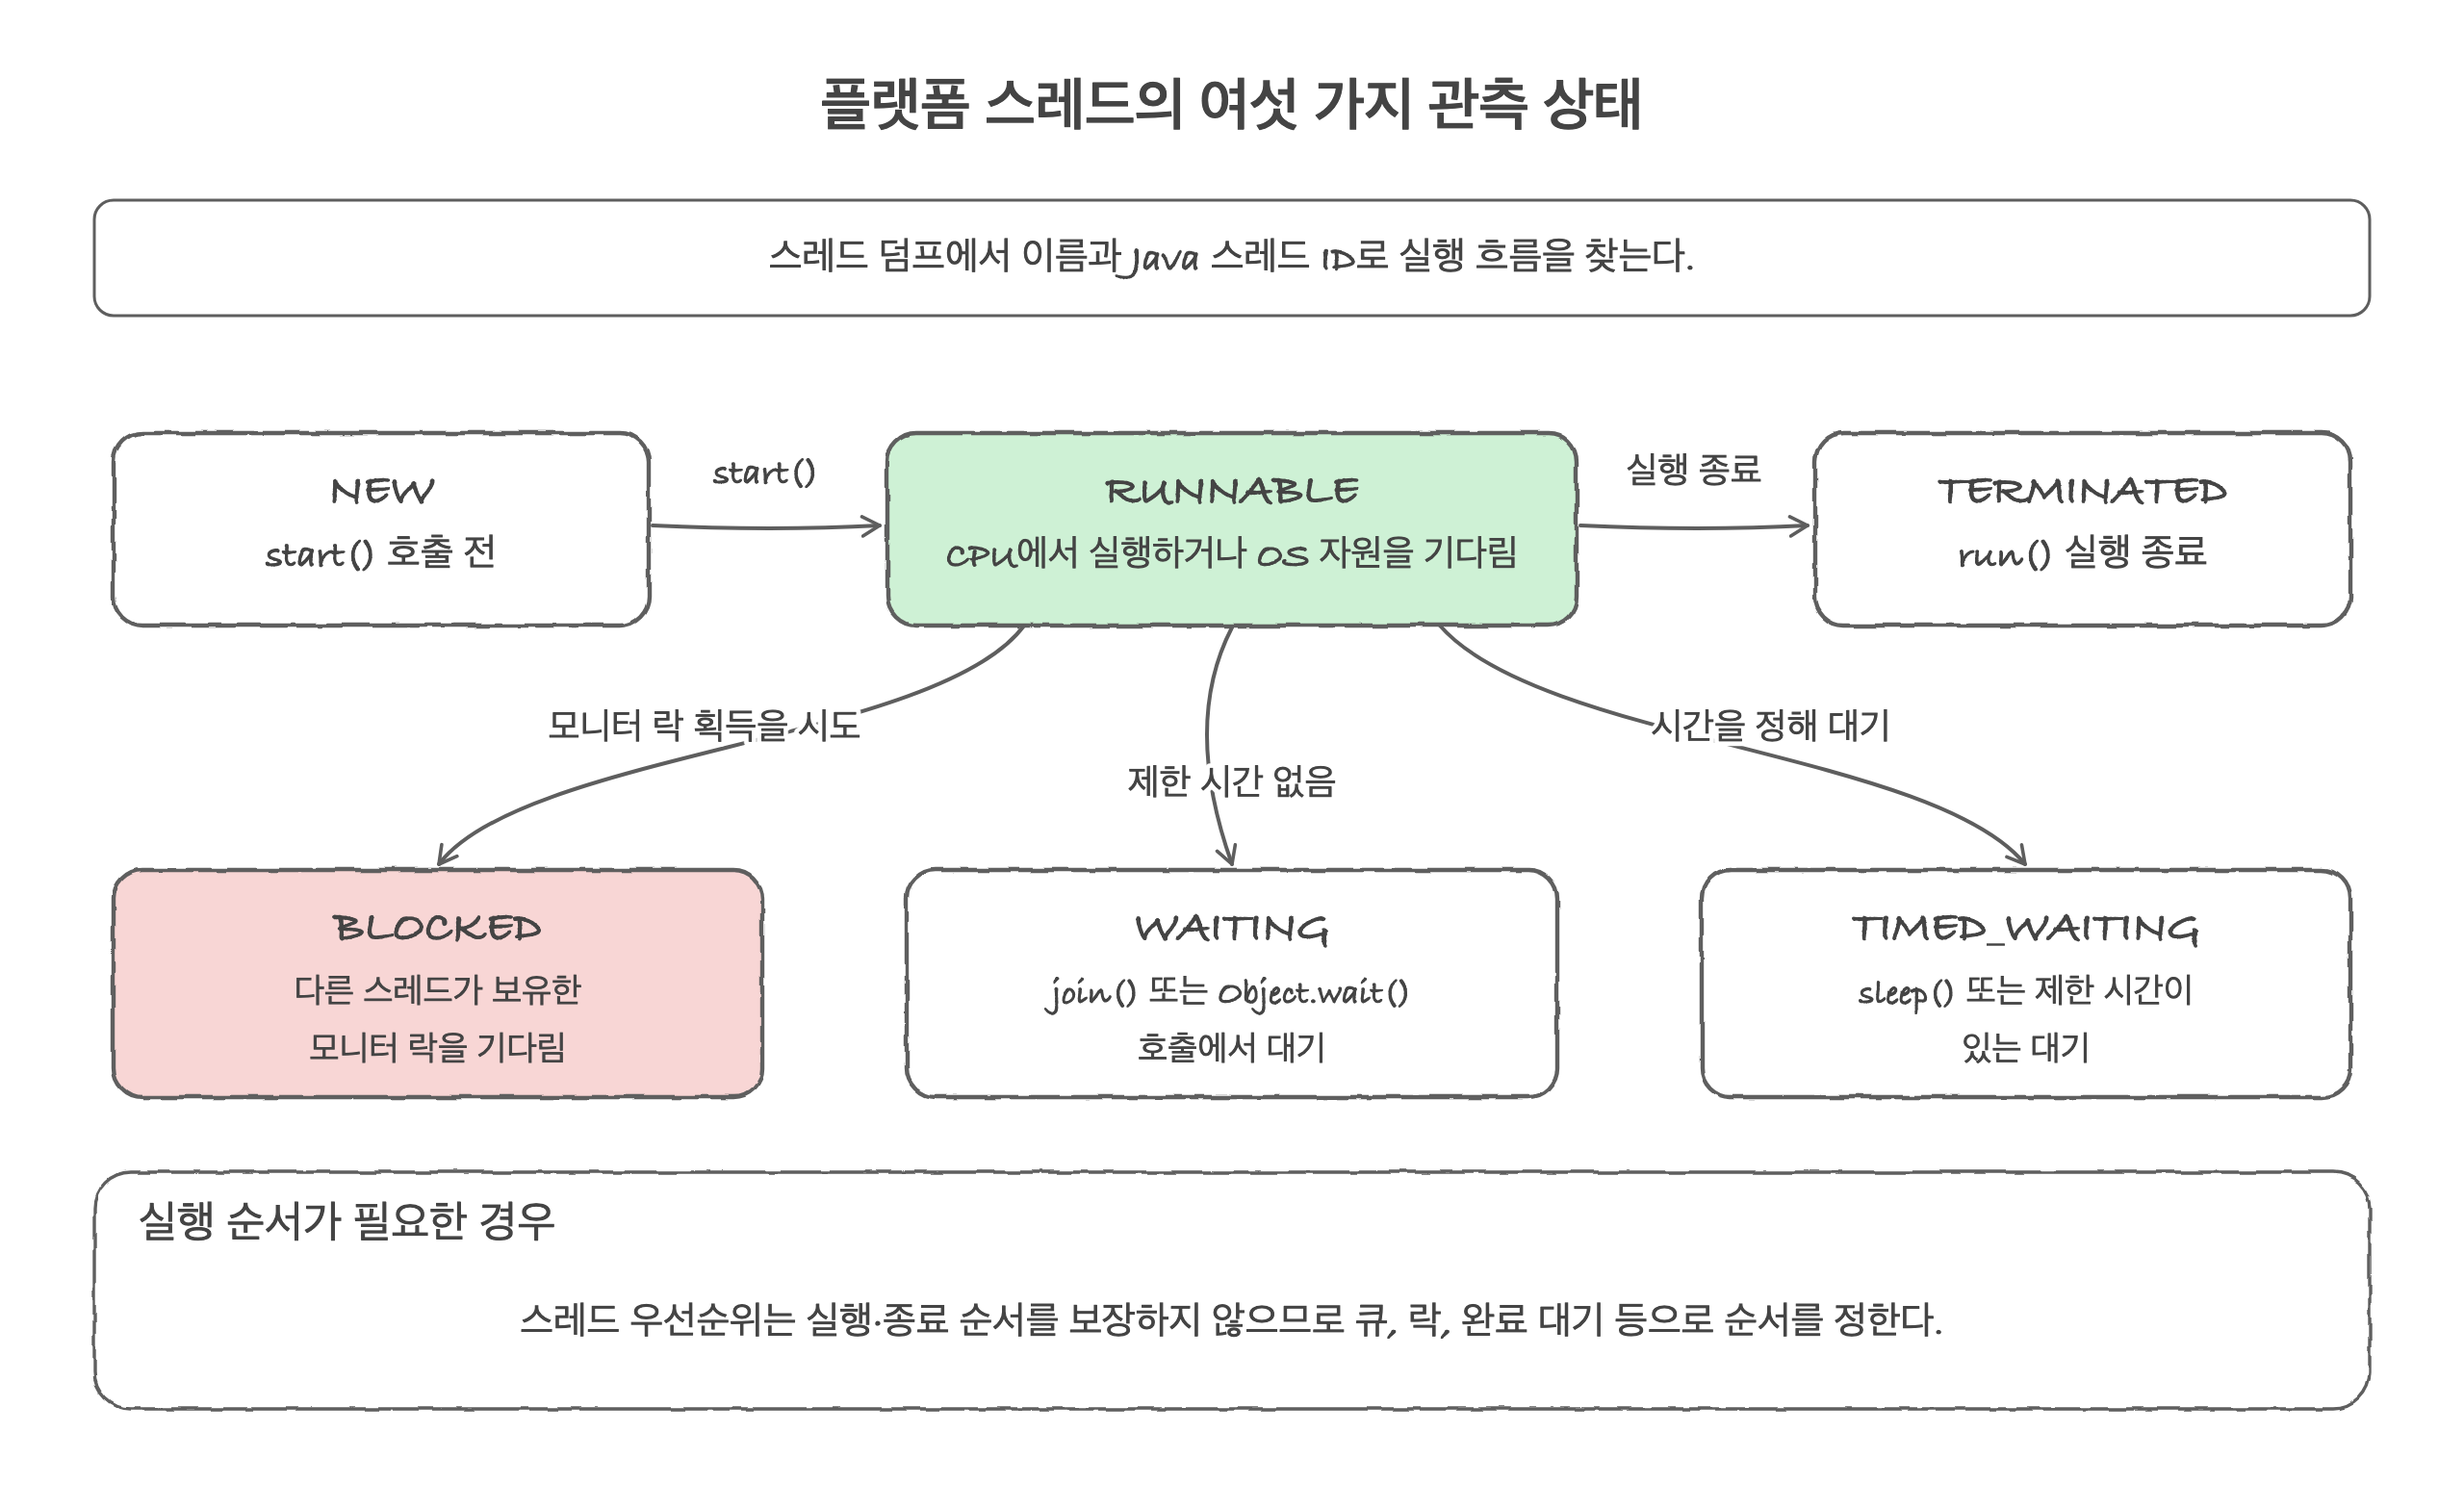 플랫폼 스레드의 여섯 가지 관측 상태
스레드 덤프에서 이름과 Java 스레드 ID로 실행 흐름을 찾는다.
NEW
start() 호출 전
start()
RUNNABLE
CPU에서 실행하거나 OS 자원을 기다림
실행 종료
TERMINATED
run() 실행 종료
모니터 락 획득을 시도
제한 시간 없음
시간을 정해 대기
BLOCKED
다른 스레드가 보유한
모니터 락을 기다림
WAITING
join() 또는 Object.wait()
호출에서 대기
TIMED_WAITING
sleep() 또는 제한 시간이
있는 대기
실행 순서가 필요한 경우
스레드 우선순위는 실행·종료 순서를 보장하지 않으므로 큐, 락, 완료 대기 등으로 순서를 정한다.